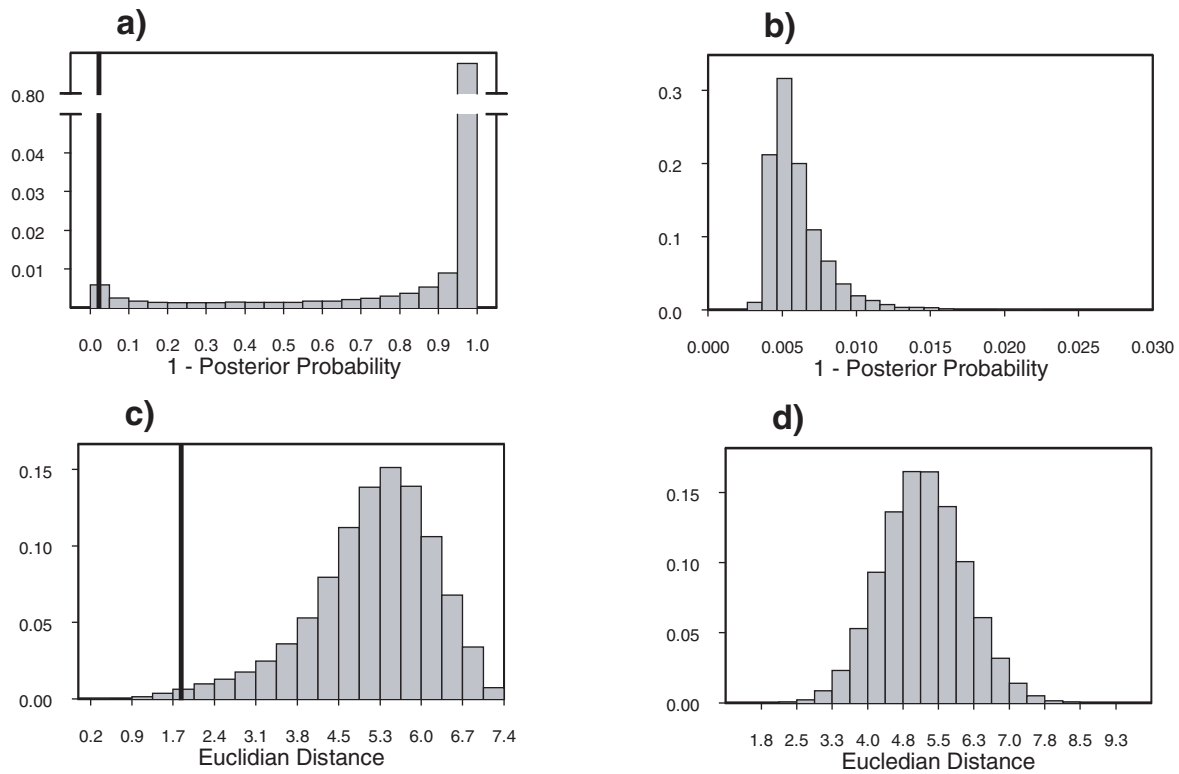 a)
0.80
0.04
0.03
0.02
0.01
0.0 0.1 0.2 0.3 0.4 0.5 0.6 0.7 0.8 0.9 1.0
1 - Posterior Probability
b)
0.3
0.2
0.1
0.0
0.000 0.005 0.010 0.015 0.020 0.025 0.030
1 - Posterior Probability
c)
0.15
0.10
0.05
0.00
0.2 0.9 1.7 2.4 3.1 3.8 4.5 5.3 6.0 6.7 7.4
Euclidian Distance
d)
0.15
0.10
0.05
0.00
1.8 2.5 3.3 4.0 4.8 5.5 6.3 7.0 7.8 8.5 9.3
Eucledian Distance